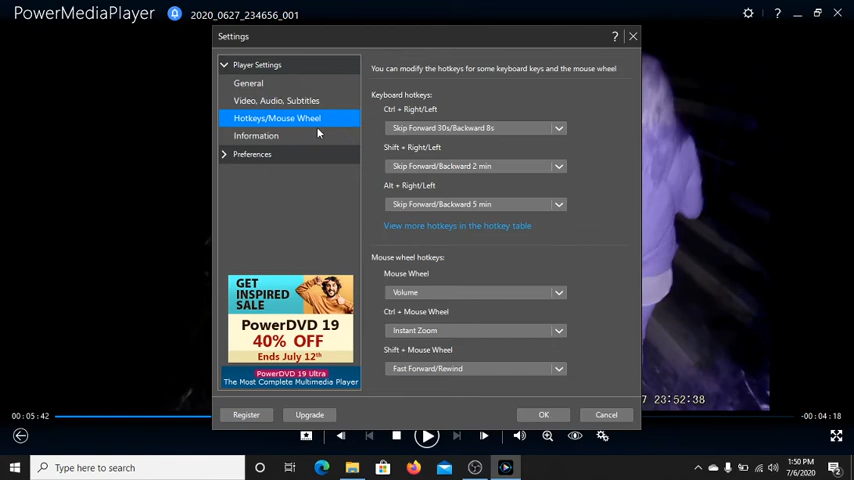 PowerMediaPlayer
2020_0627_234656_001
Settings
Player Settings
General
Video, Audio, Subtitles
Hotkeys/Mouse Wheel
Information
Preferences
GET
INSPIRED
SALE
PowerDVD 19
40% OFF
Ends July 12th
PowerDVD 19 Ultra
The Most Complete Multimedia Player
Register
Upgrade
You can modify the hotkeys for some keyboard keys and the mouse wheel
Keyboard hotkeys:
Ctrl + Right/Left
Skip Forward 30s/Backward 8s
Shift + Right/Left
Skip Forward/Backward 2 min
Alt + Right/Left
Skip Forward/Backward 5 min
View more hotkeys in the hotkey table
Mouse wheel hotkeys:
Mouse Wheel
Volume
Ctrl + Mouse Wheel
Instant Zoom
Shift + Mouse Wheel
Fast Forward/Rewind
OK
Cancel
23:52:38
00:05:42
-00:04:18
Type here to search
1:50 PM
7/6/2020
2